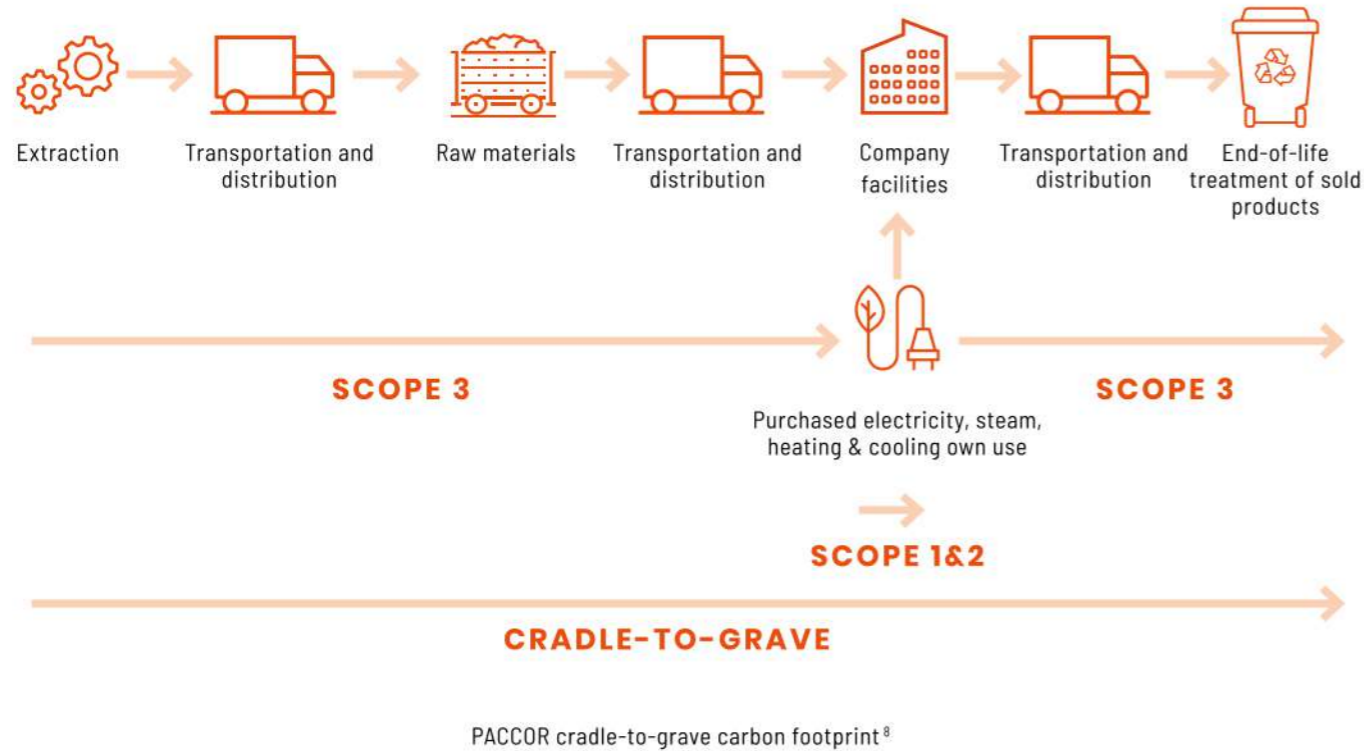 Extraction
Transportation and
distribution
Raw materials
Transportation and
distribution
Company
facilities
Transportation and
distribution
End-of-life
treatment of sold
products
SCOPE 3
SCOPE 3
Purchased electricity, steam,
heating & cooling own use
SCOPE 1&2
CRADLE-TO-GRAVE
PACCOR cradle-to-grave carbon footprint⁸